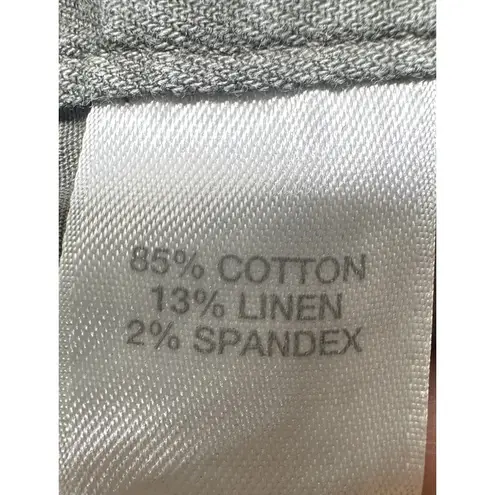 85% COTTON
13% LINEN
2% SPANDEX